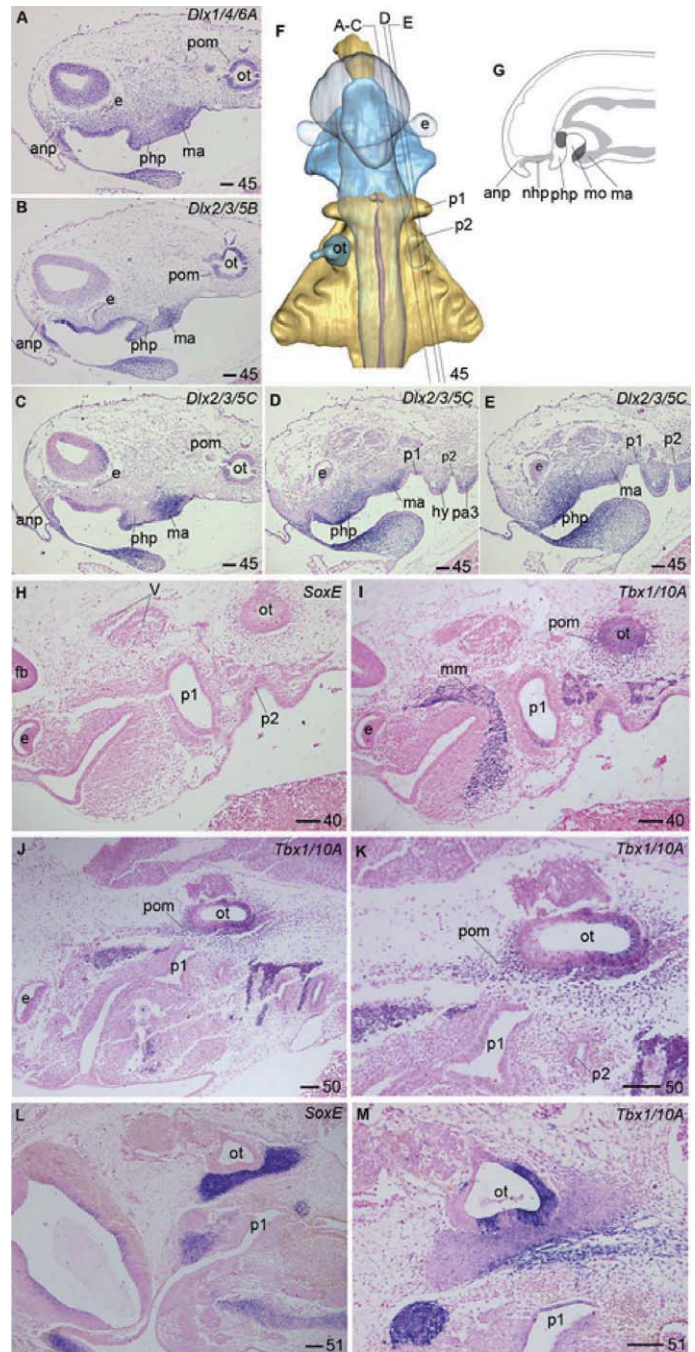 A Dlx1/4/6A
pom
ot
e
anp
php
ma
45
B Dlx2/3/5B
ot
pom
e
anp
php
ma
45
C Dlx2/3/5C
pom
ot
e
anp
php
ma
45
F A-C D E
e
p1
ot
p2
45
G
anp nhp php mo ma
D Dlx2/3/5C
p1
p2
e
ma
php
hy pa3
45
E Dlx2/3/5C
p1
p2
e
ma
php
45
H SoxE
V
ot
fb
p1
p2
e
40
I Tbx1/10A
pom
ot
mm
p1
e
40
J Tbx1/10A
pom
ot
p1
e
50
K Tbx1/10A
ot
pom
p1
p2
50
L SoxE
ot
p1
51
M Tbx1/10A
ot
p1
51